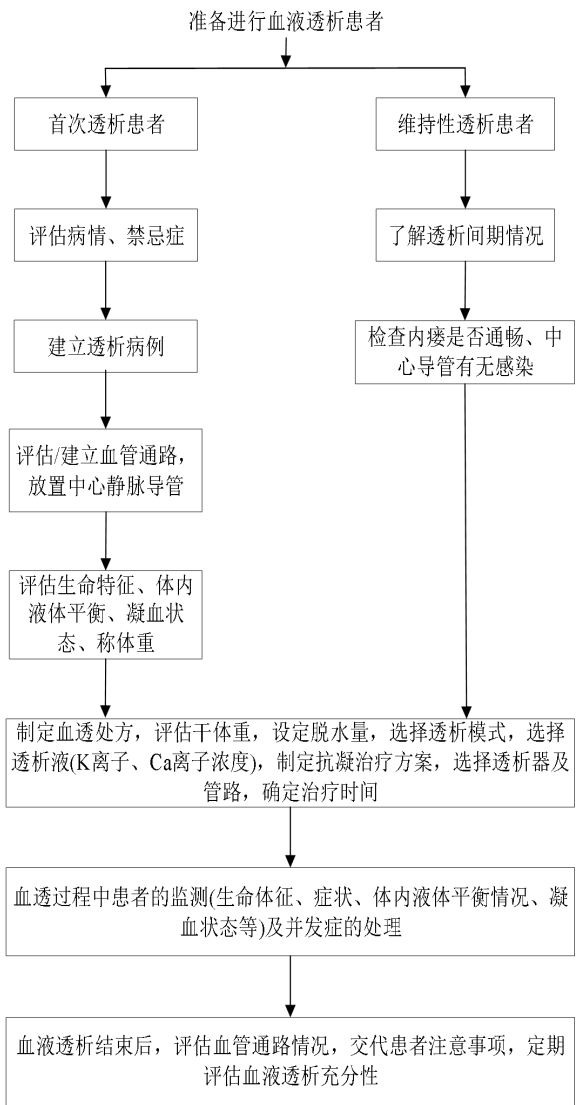 准备进行血液透析患者
首次透析患者
维持性透析患者
评估病情、禁忌症
了解透析间期情况
建立透析病例
检查内瘘是否通畅、中
心导管有无感染
评估/建立血管通路，
放置中心静脉导管
评估生命特征、体内
液体平衡、凝血状
态、称体重
制定血透处方，评估干体重，设定脱水量，选择透析模式，选择
透析液(K离子、Ca离子浓度)，制定抗凝治疗方案，选择透析器及
管路，确定治疗时间
血透过程中患者的监测(生命体征、症状、体内液体平衡情况、凝
血状态等)及并发症的处理
血液透析结束后，评估血管通路情况，交代患者注意事项，定期
评估血液透析充分性